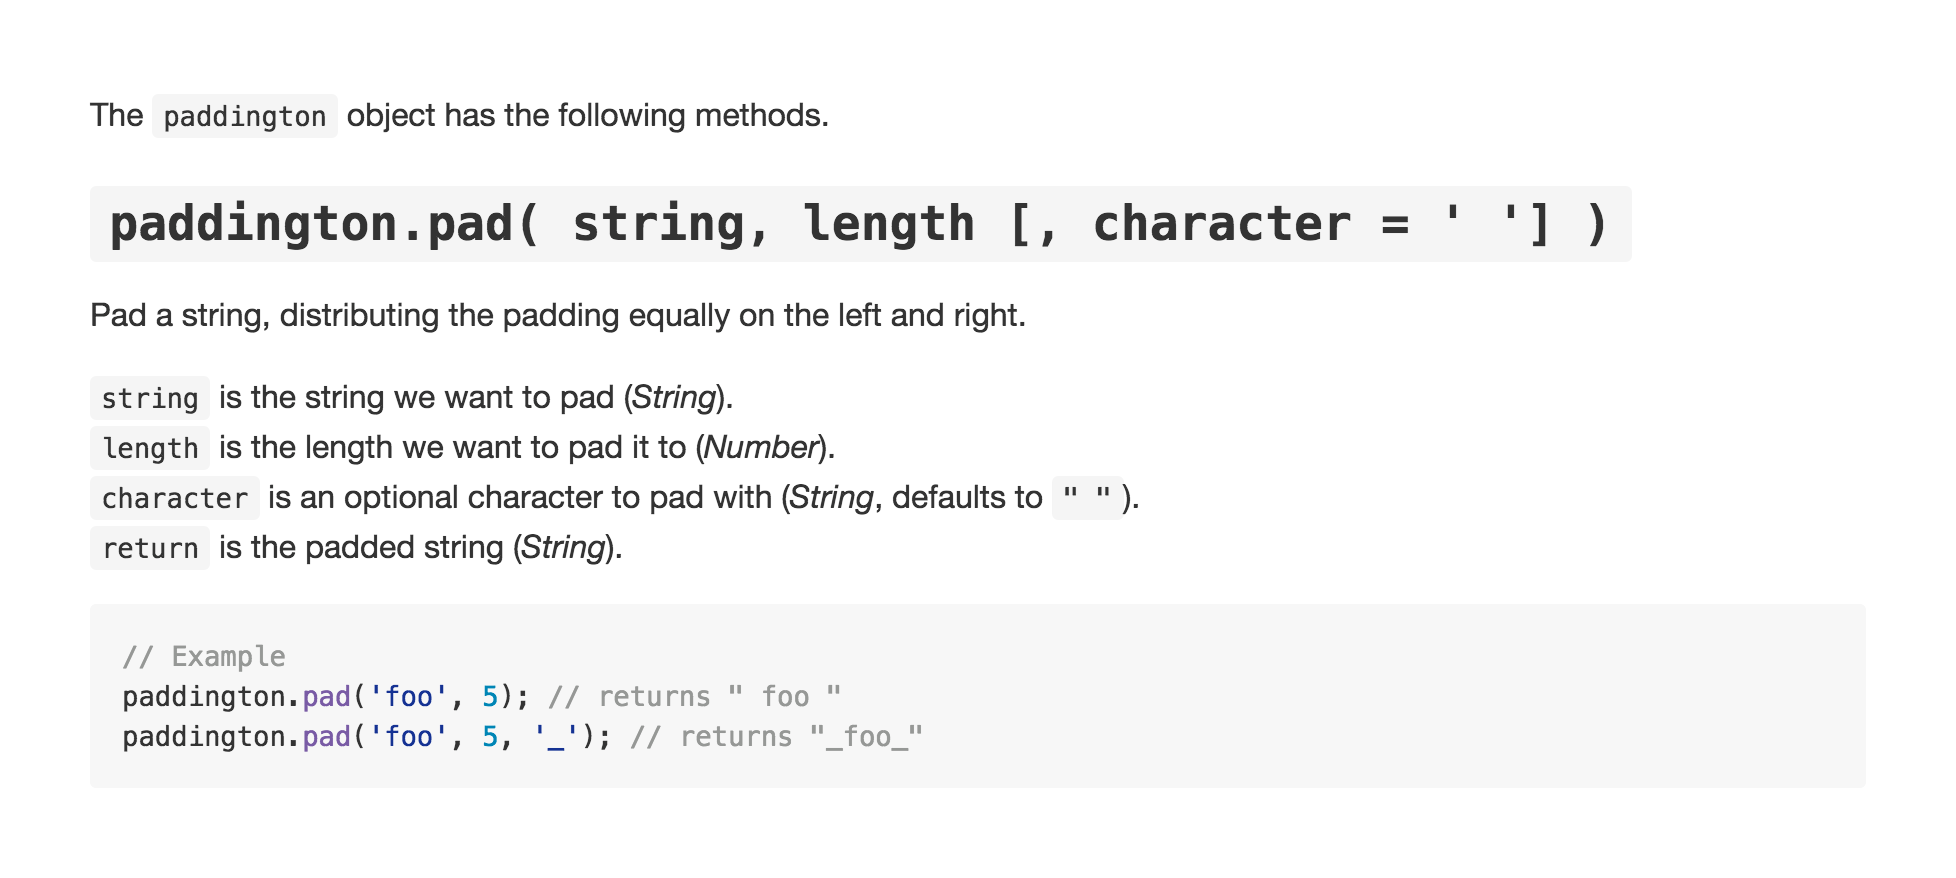 The paddington object has the following methods.
paddington.pad( string, length [, character = ' '] )
Pad a string, distributing the padding equally on the left and right.
string is the string we want to pad (String).
length is the length we want to pad it to (Number).
character is an optional character to pad with (String, defaults to " ").
return is the padded string (String).
// Example
paddington.pad('foo', 5); // returns " foo "
paddington.pad('foo', 5, '_'); // returns "_foo_"